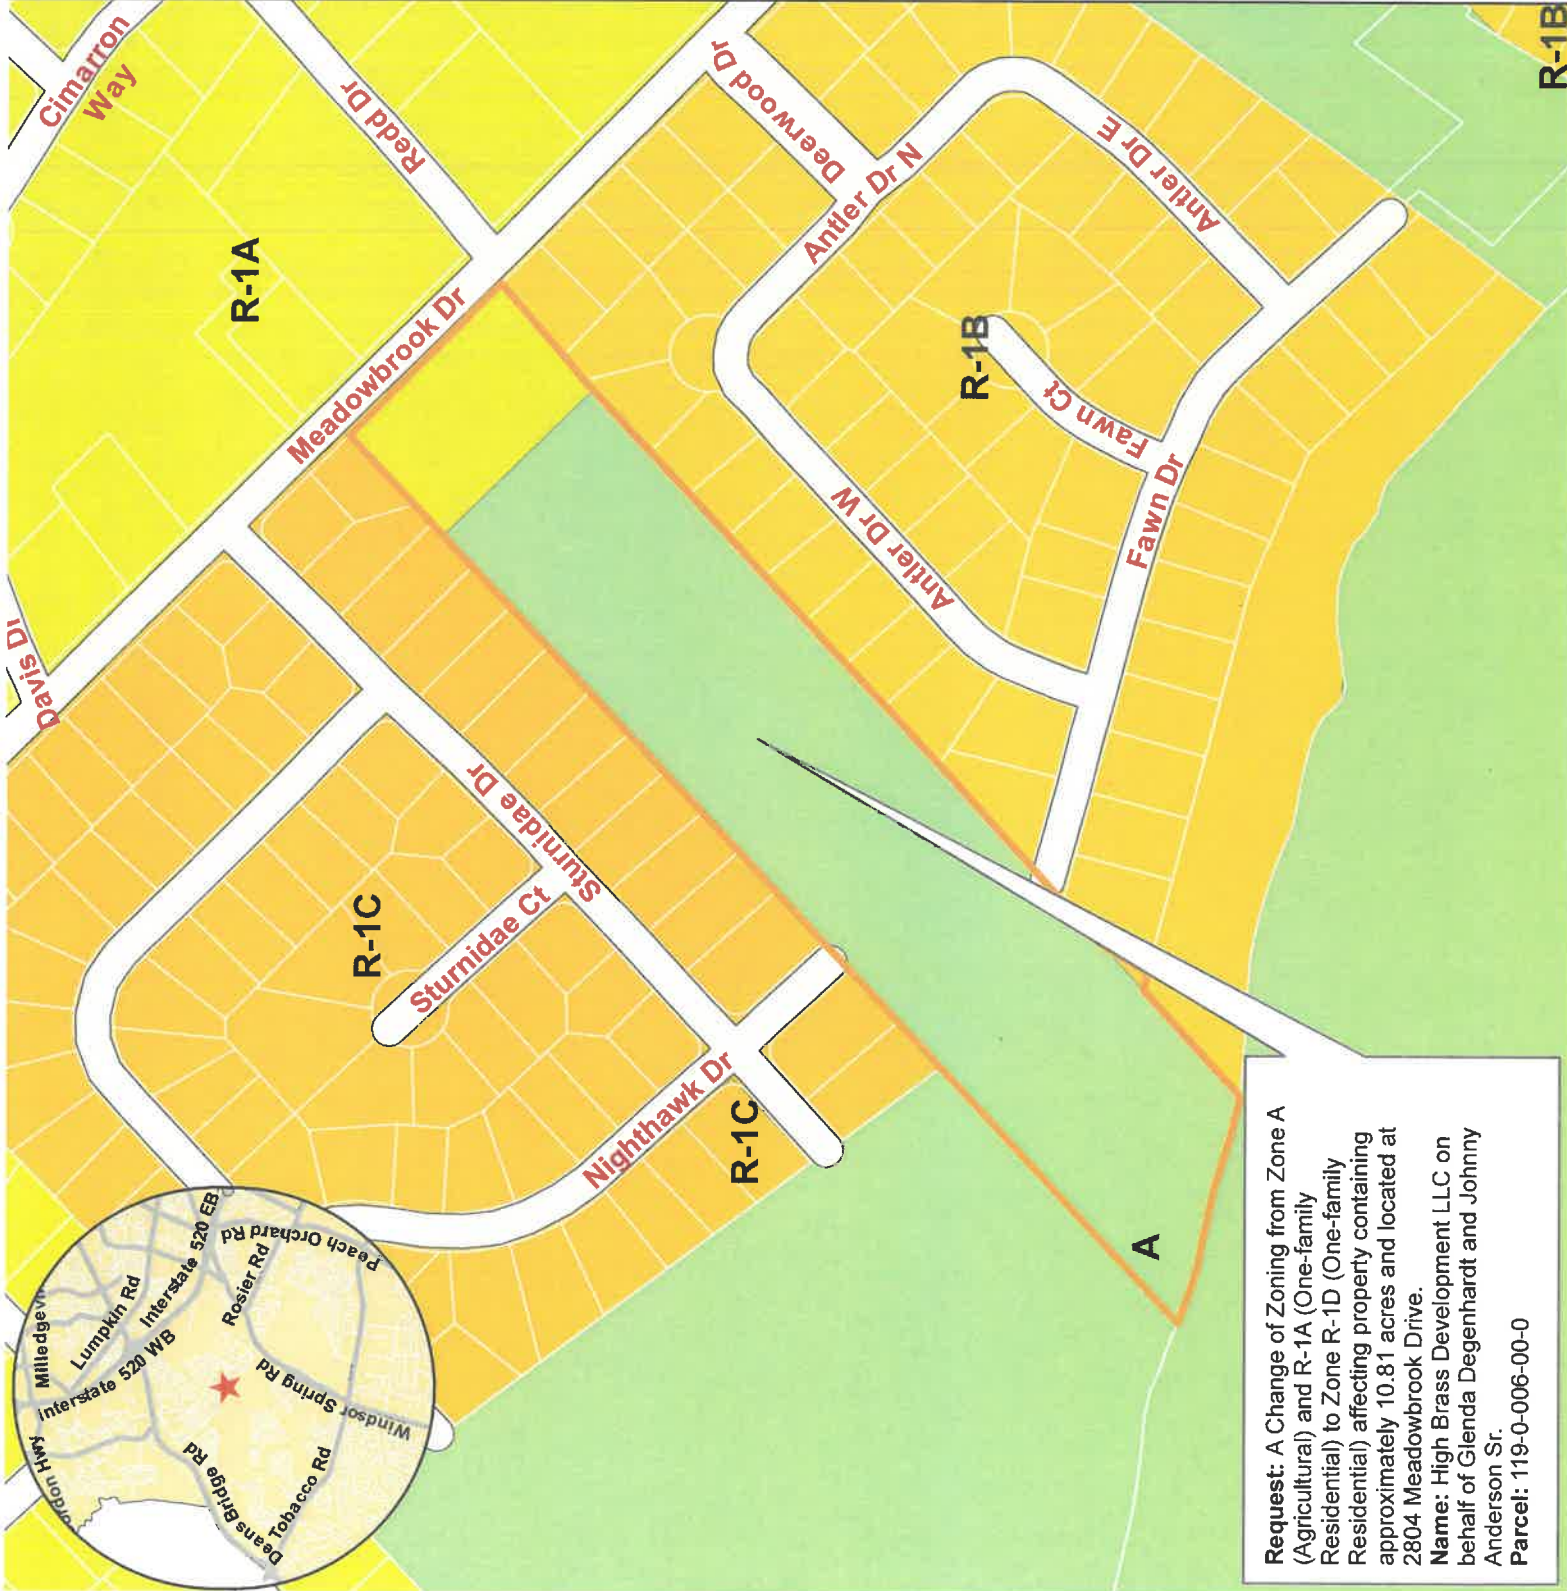 Cimarron
Way
Redd Dr
R-1A
Davis
Meadowbrook Dr
Deerwood Dr
Antler Dr N
Antler Dr E
R-1B
R-1B
Fawn Ct
Antler Dr W
Fawn Dr
R-1C
Sturnidae Dr
Sturnidae Ct
Nighthawk Dr
R-1C
A
Lumpkin Rd
Interstate 520 EB
Interstate 520 WB
Rosier Rd
Peach Orchard Rd
Windsor Spring Rd
Hwy
Deans Bridge Rd
Tobacco Rd
Request: A Change of Zoning from Zone A
(Agricultural) and R-1A (One-family
Residential) to Zone R-1D (One-family
Residential) affecting property containing
approximately 10.81 acres and located at
2804 Meadowbrook Drive.
Name: High Brass Development LLC on
behalf of Glenda Degenhardt and Johnny
Anderson Sr.
Parcel: 119-0-006-00-0